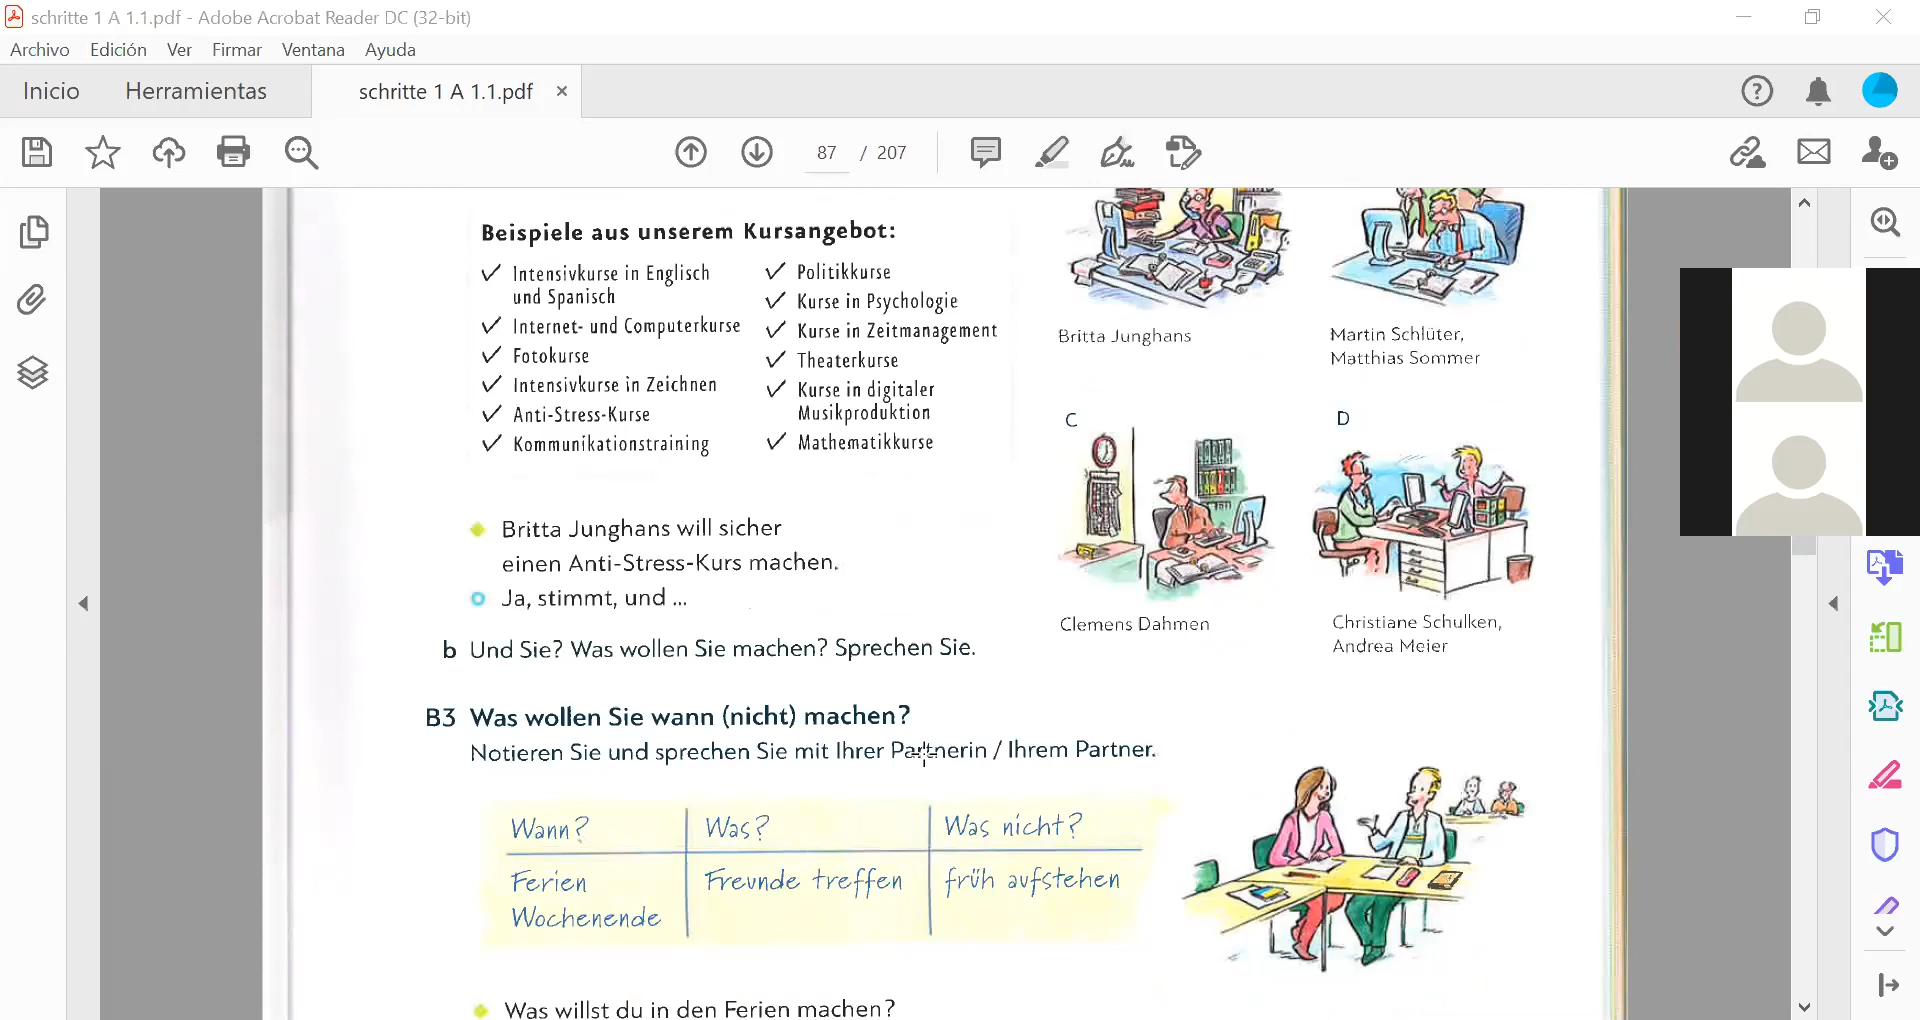 schritte 1 A 1.1.pdf - Adobe Acrobat Reader DC (32-bit)
Archivo Edición Ver Firmar Ventana Ayuda
Inicio Herramientas schritte 1 A 1.1.pdf ×
87 / 207
Beispiele aus unserem Kursangebot:
✓ Intensivkurse in Englisch
und Spanisch
✓ Internet- und Computerkurse
✓ Fotokurse
✓ Intensivkurse in Zeichnen
✓ Anti-Stress-Kurse
✓ Kommunikationstraining
✓ Politikkurse
✓ Kurse in Psychologie
✓ Kurse in Zeitmanagement
✓ Theaterkurse
✓ Kurse in digitaler
Musikproduktion
✓ Mathematikkurse
Britta Junghans
Martin Schlüter,
Matthias Sommer
C
D
Clemens Dahmen
Christiane Schulken,
Andrea Meier
Britta Junghans will sicher
einen Anti-Stress-Kurs machen.
Ja, stimmt, und ...
b Und Sie? Was wollen Sie machen? Sprechen Sie.
B3 Was wollen Sie wann (nicht) machen?
Notieren Sie und sprechen Sie mit Ihrer Partnerin / Ihrem Partner.
Wann? Was? Was nicht?
Ferien Freunde treffen früh aufstehen
Wochenende
Was willst du in den Ferien machen?